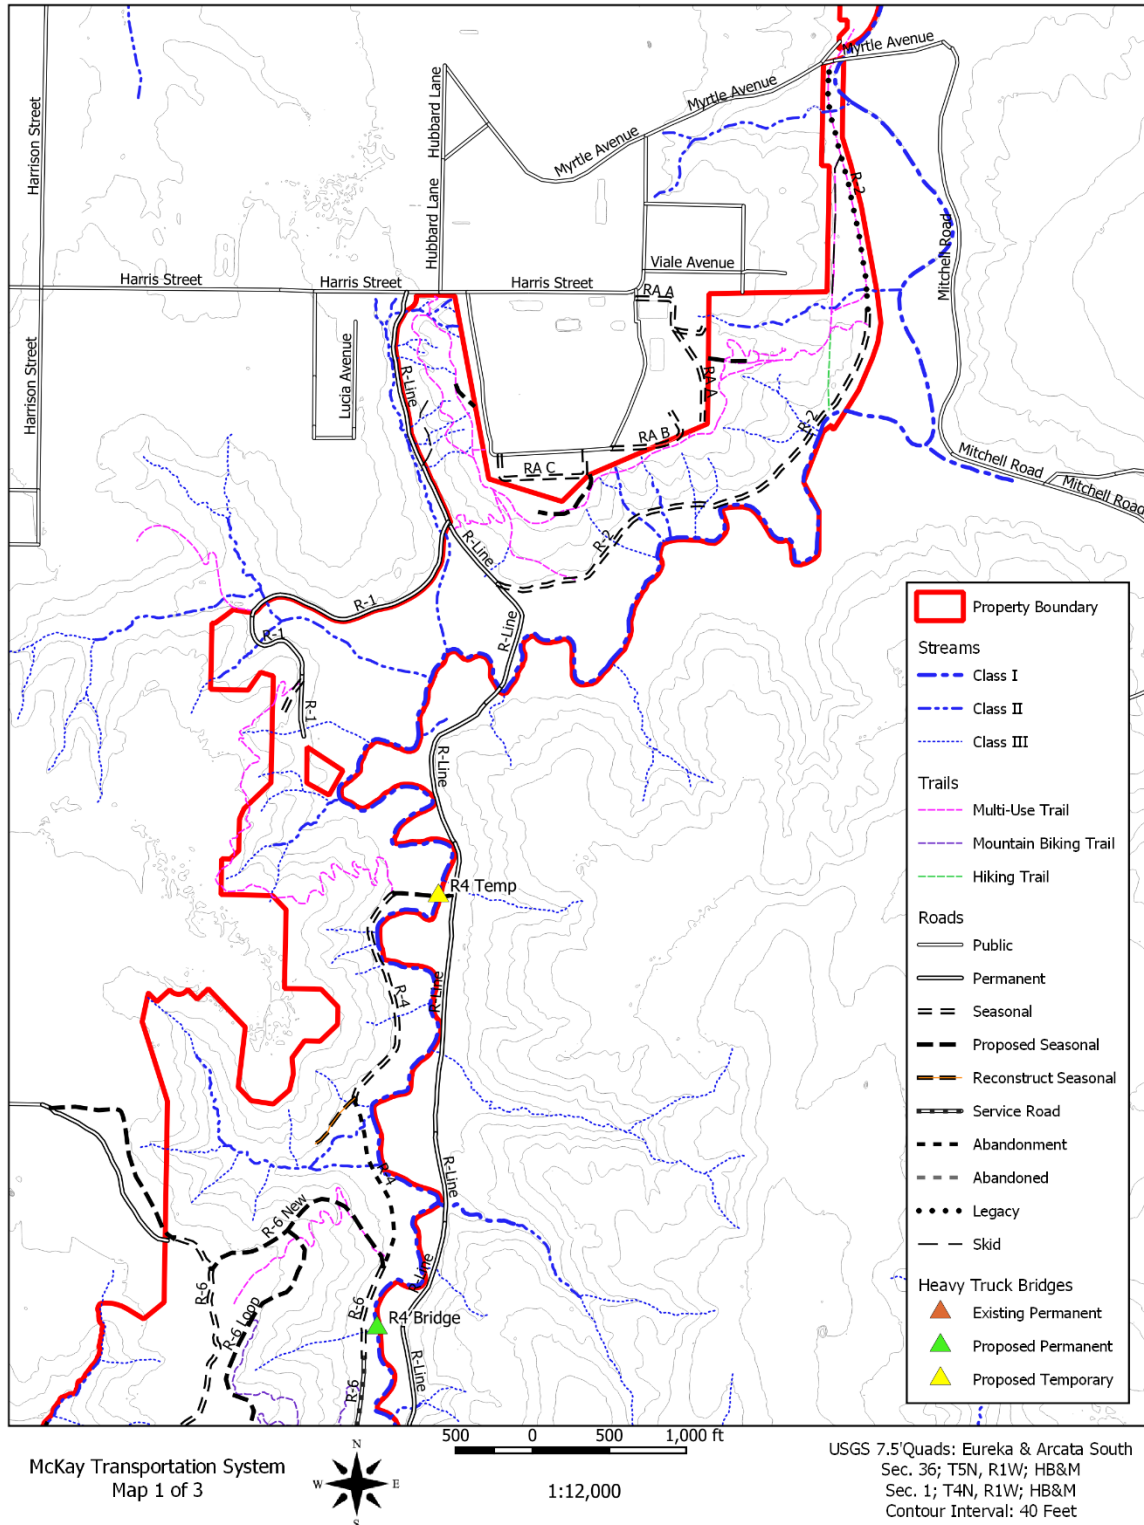 Myrtle Avenue
Myrtle Avenue
Myrtle Avenue
Harrison Street
Hubbard Lane
Hubbard Lane
R-2
Mitchell Road
Viale Avenue
Harris Street
Harris Street
Harris Street
RA A
Lucia Avenue
R-Line
RA A
Harrison Street
RA B
R-2
RA C
Mitchell Road
Mitchell Road
R-Line
R-2
R-1
R-1
R-Line
R-1
R-Line
R4 Temp
R-4
R-Line
R-4
R-Line
R-6 New
R-Line
R-6
R-6 Loop
R-6
R4 Bridge
R-Line
R-6
Property Boundary
Streams
Class I
Class II
Class III
Trails
Multi-Use Trail
Mountain Biking Trail
Hiking Trail
Roads
Public
Permanent
Seasonal
Proposed Seasonal
Reconstruct Seasonal
Service Road
Abandonment
Abandoned
Legacy
Skid
Heavy Truck Bridges
Existing Permanent
Proposed Permanent
Proposed Temporary
McKay Transportation System
Map 1 of 3
N
W E
S
500 0 500 1,000 ft
1:12,000
USGS 7.5'Quads: Eureka & Arcata South
Sec. 36; T5N, R1W; HB&M
Sec. 1; T4N, R1W; HB&M
Contour Interval: 40 Feet